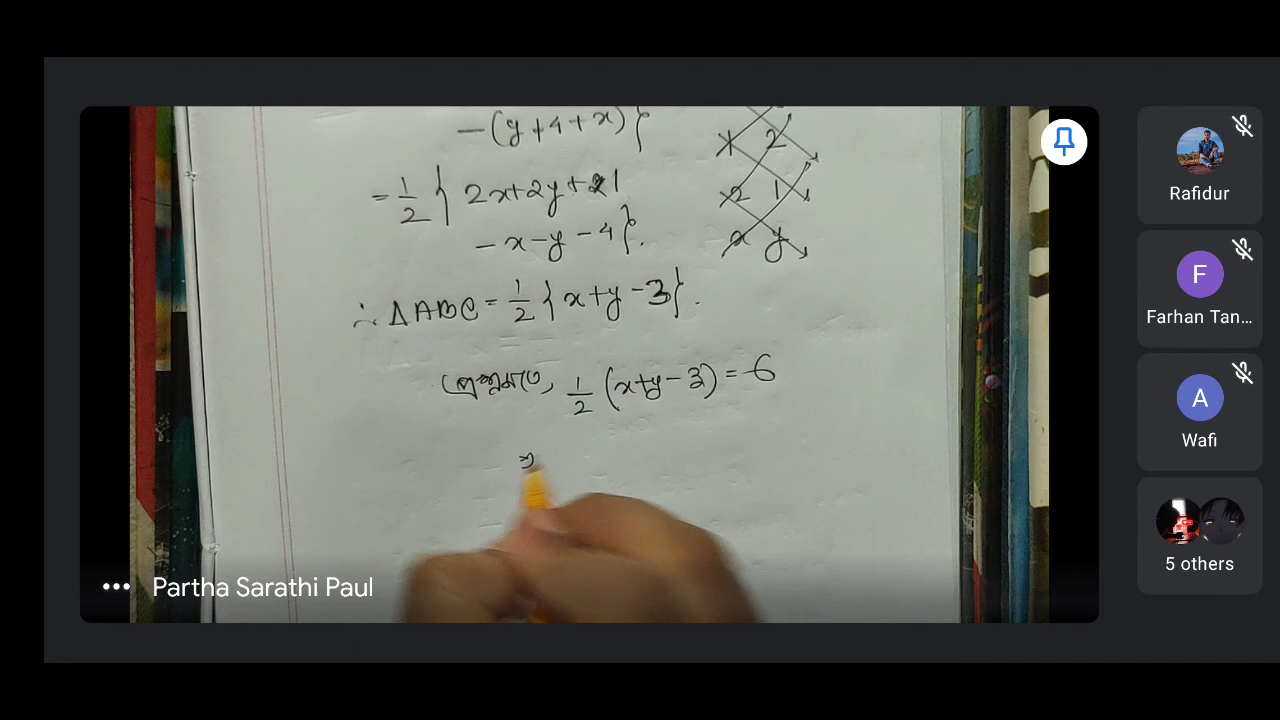 -(y+4+x)}
x 2
= 1/2 { 2x+2y+21
2 1
-x-y-4}.
x y
∴ ΔABC = 1/2 {x+y-3}.
প্রশ্নমতে, 1/2 (x+y-3) = 6
Partha Sarathi Paul
Rafidur
F
Farhan Tan...
A
Wafi
5 others